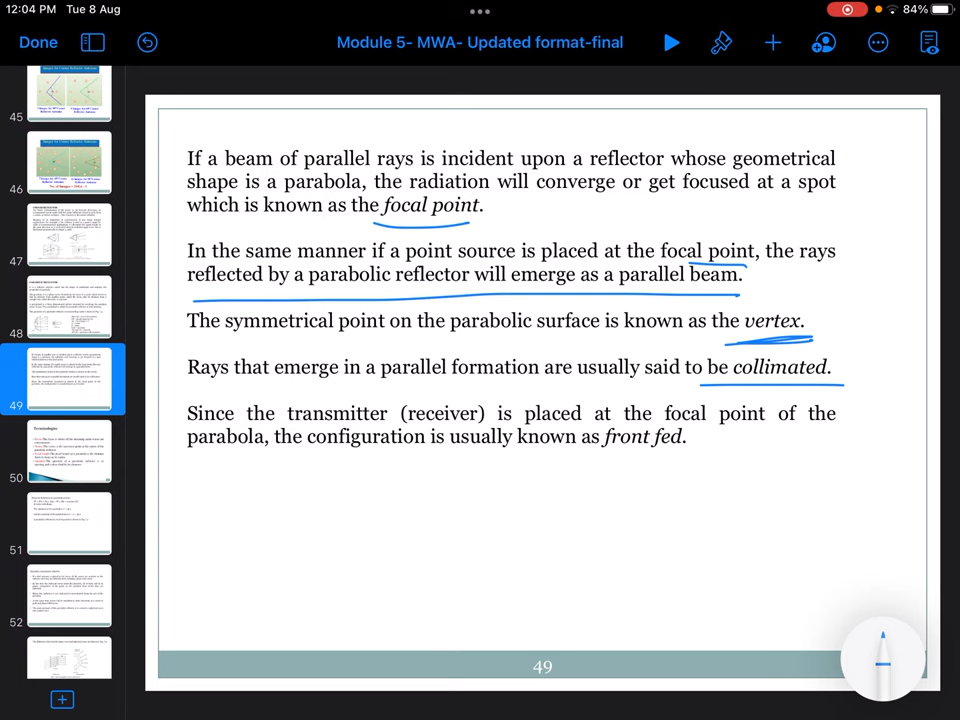 12:04 PM Tue 8 Aug
84%
Done
Module 5- MWA- Updated format-final
45
46
47
48
49
50
51
52
Terminologies
If a beam of parallel rays is incident upon a reflector whose geometrical
shape is a parabola, the radiation will converge or get focused at a spot
which is known as the focal point.
In the same manner if a point source is placed at the focal point, the rays
reflected by a parabolic reflector will emerge as a parallel beam.
The symmetrical point on the parabolic surface is known as the vertex.
Rays that emerge in a parallel formation are usually said to be collimated.
Since the transmitter (receiver) is placed at the focal point of the
parabola, the configuration is usually known as front fed.
49